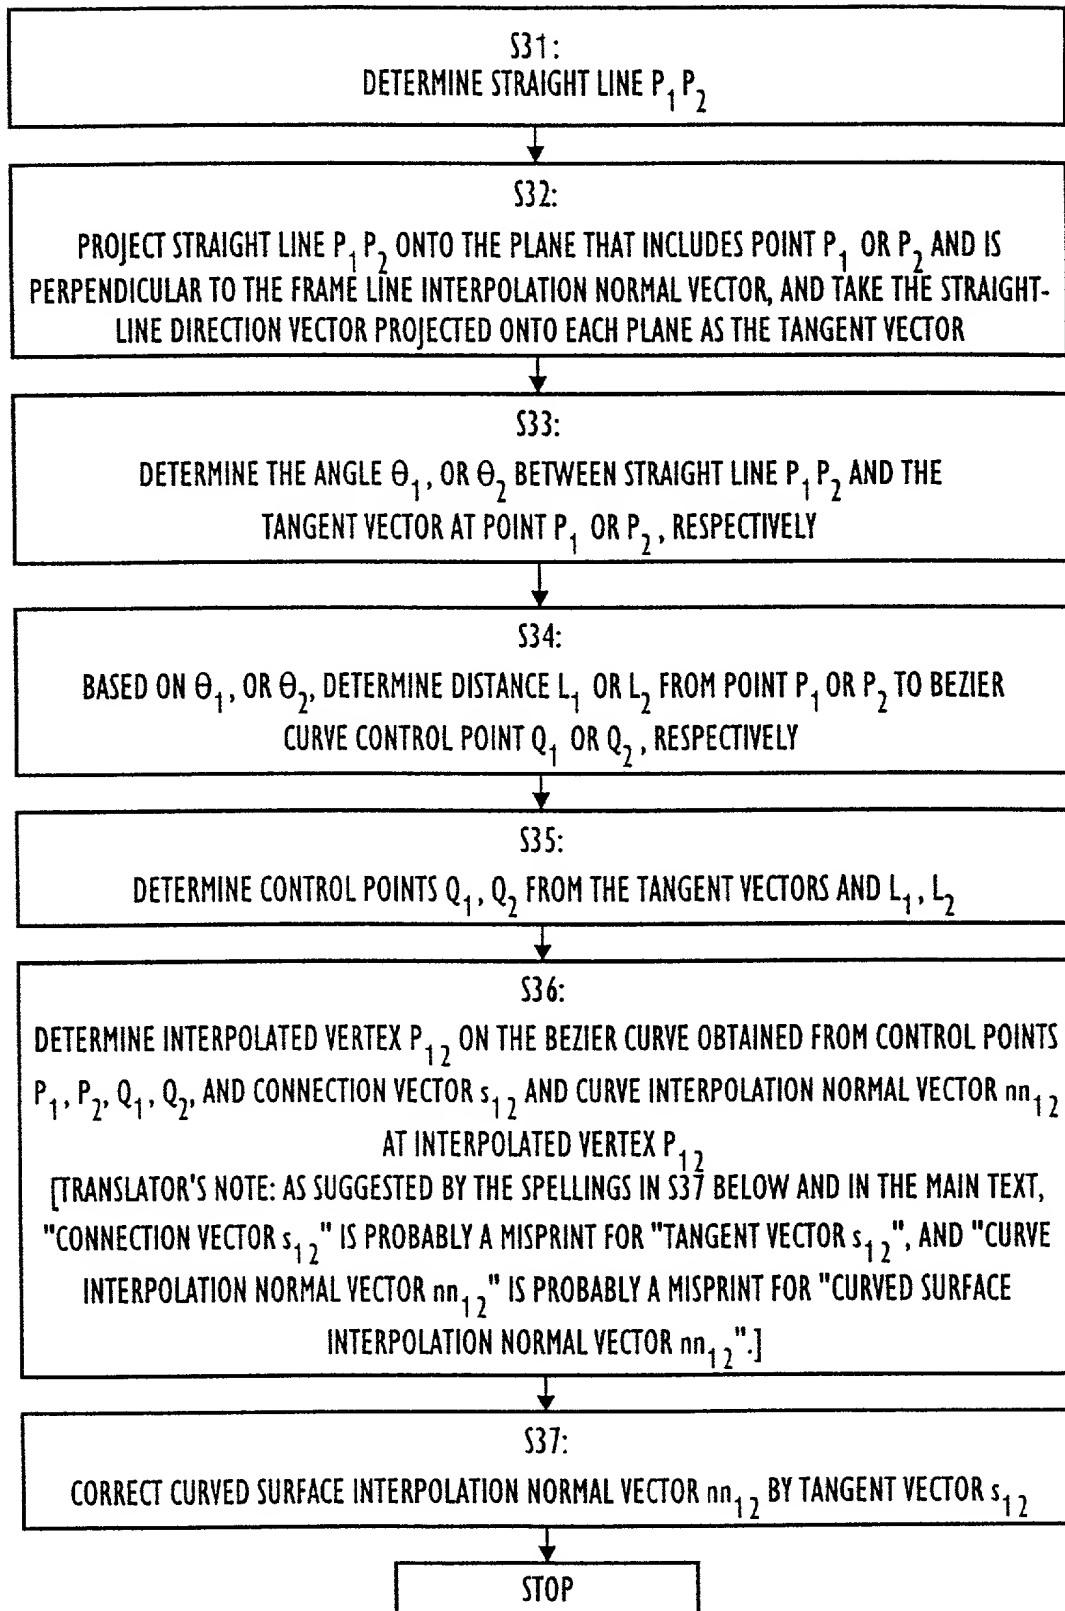 S31:
DETERMINE STRAIGHT LINE P₁ P₂
S32:
PROJECT STRAIGHT LINE P₁ P₂ ONTO THE PLANE THAT INCLUDES POINT P₁ OR P₂ AND IS
PERPENDICULAR TO THE FRAME LINE INTERPOLATION NORMAL VECTOR, AND TAKE THE STRAIGHT-
LINE DIRECTION VECTOR PROJECTED ONTO EACH PLANE AS THE TANGENT VECTOR
S33:
DETERMINE THE ANGLE θ₁, OR θ₂ BETWEEN STRAIGHT LINE P₁ P₂ AND THE
TANGENT VECTOR AT POINT P₁ OR P₂, RESPECTIVELY
S34:
BASED ON θ₁, OR θ₂, DETERMINE DISTANCE L₁ OR L₂ FROM POINT P₁ OR P₂ TO BEZIER
CURVE CONTROL POINT Q₁ OR Q₂, RESPECTIVELY
S35:
DETERMINE CONTROL POINTS Q₁, Q₂ FROM THE TANGENT VECTORS AND L₁, L₂
S36:
DETERMINE INTERPOLATED VERTEX P₁₂ ON THE BEZIER CURVE OBTAINED FROM CONTROL POINTS
P₁, P₂, Q₁, Q₂, AND CONNECTION VECTOR s₁₂ AND CURVE INTERPOLATION NORMAL VECTOR nn₁₂
AT INTERPOLATED VERTEX P₁₂
[TRANSLATOR'S NOTE: AS SUGGESTED BY THE SPELLINGS IN S37 BELOW AND IN THE MAIN TEXT,
"CONNECTION VECTOR s₁₂" IS PROBABLY A MISPRINT FOR "TANGENT VECTOR s₁₂", AND "CURVE
INTERPOLATION NORMAL VECTOR nn₁₂" IS PROBABLY A MISPRINT FOR "CURVED SURFACE
INTERPOLATION NORMAL VECTOR nn₁₂".]
S37:
CORRECT CURVED SURFACE INTERPOLATION NORMAL VECTOR nn₁₂ BY TANGENT VECTOR s₁₂
STOP